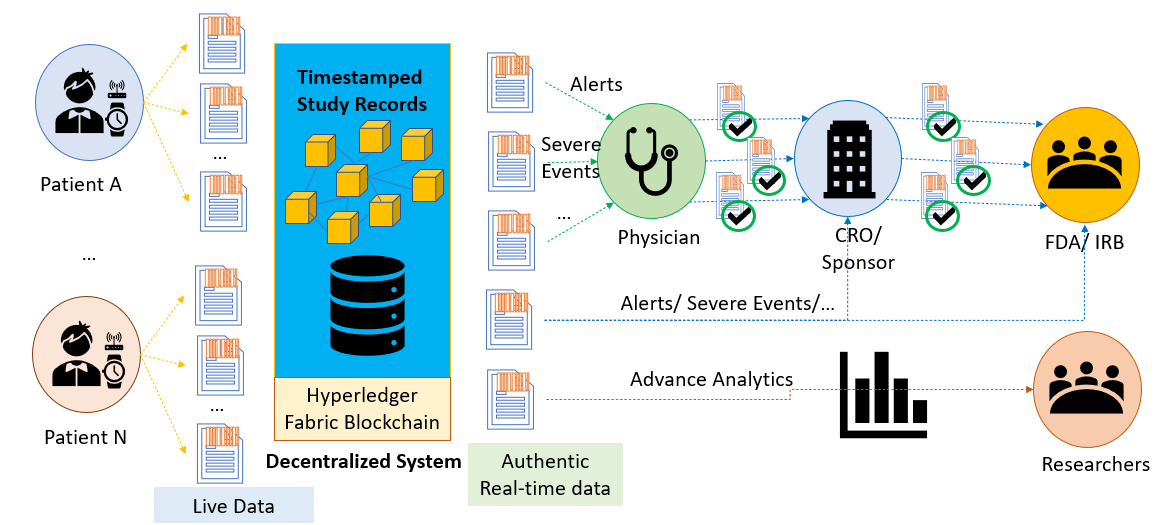 Patient A
...
...
Patient N
...
Live Data
Timestamped
Study Records
Hyperledger
Fabric Blockchain
Decentralized System
Authentic
Real-time data
Alerts
Severe
Events
...
Physician
CRO/
Sponsor
FDA/ IRB
Alerts/ Severe Events/...
Advance Analytics
Researchers